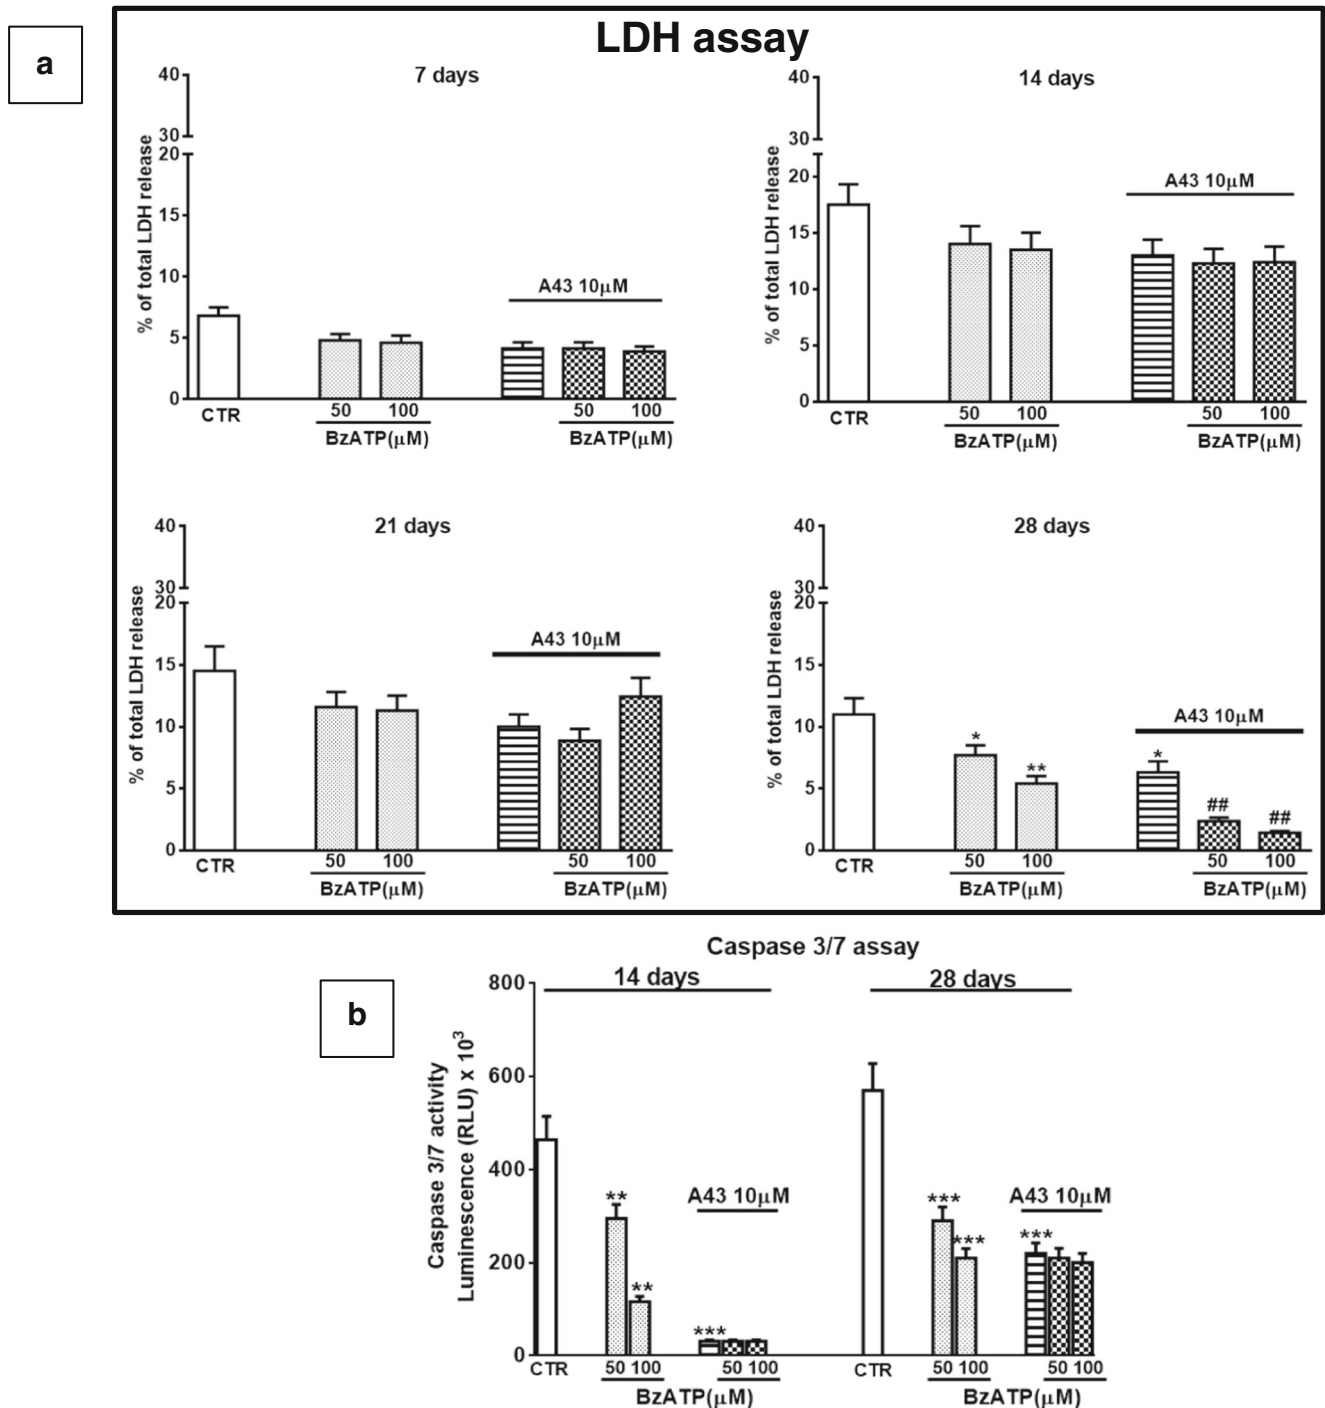 a
LDH assay
7 days
40
30
20
15
10
5
0
% of total LDH release
A43 10μM
CTR
50 100 50 100
BzATP(μM) BzATP(μM)
14 days
40
30
20
15
10
5
0
% of total LDH release
A43 10μM
CTR
50 100 50 100
BzATP(μM) BzATP(μM)
21 days
40
30
20
15
10
5
0
% of total LDH release
A43 10μM
CTR
50 100 50 100
BzATP(μM) BzATP(μM)
28 days
40
30
20
15
10
5
0
% of total LDH release
A43 10μM
* ** * ## ##
CTR
50 100 50 100
BzATP(μM) BzATP(μM)
b
Caspase 3/7 assay
14 days 28 days
800
600
400
200
0
Caspase 3/7 activity
Luminescence (RLU) x 10³
A43 10μM A43 10μM
** ** *** *** *** ***
CTR 50 100 50 100 CTR 50 100 50 100
BzATP(μM) BzATP(μM)